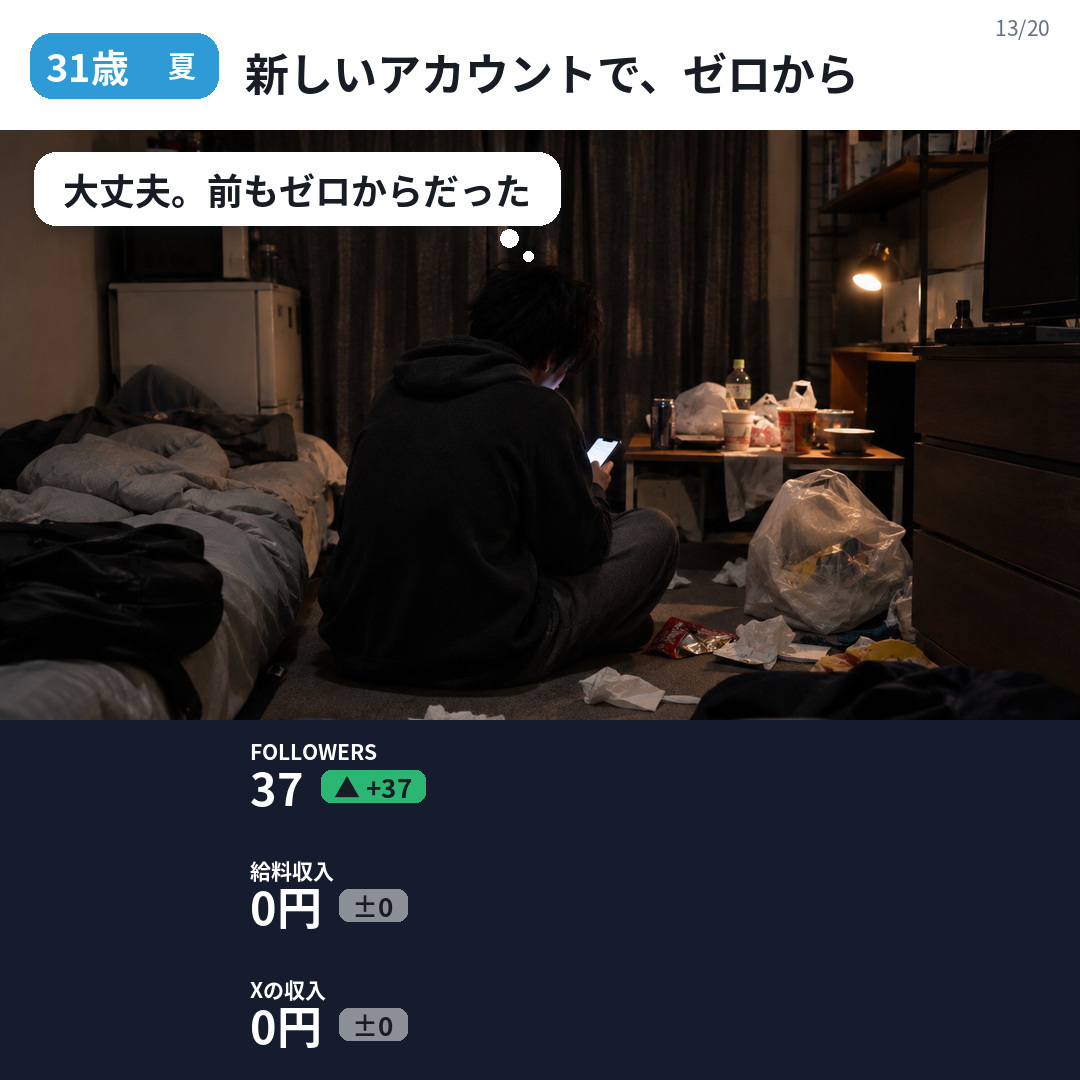 13/20
31歳 夏
新しいアカウントで、ゼロから
大丈夫。前もゼロからだった
FOLLOWERS
37 ▲ +37
給料収入
0円 ±0
Xの収入
0円 ±0